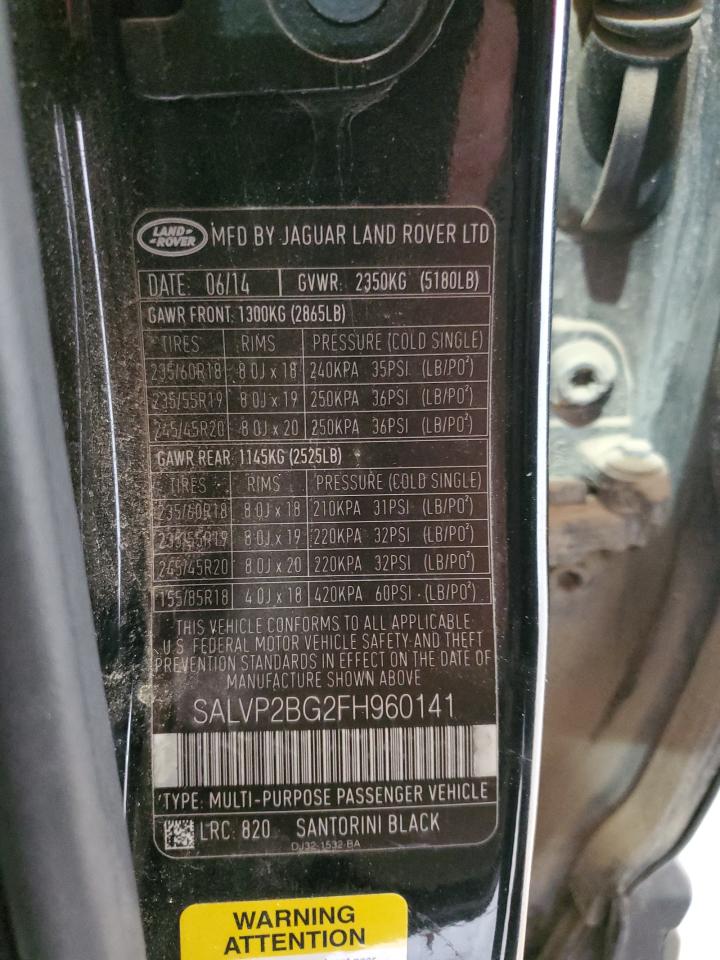 LAND ROVER MFD BY JAGUAR LAND ROVER LTD
DATE: 06/14 GVWR: 2350KG (5180LB)
GAWR FRONT: 1300KG (2865LB)
TIRES RIMS PRESSURE (COLD SINGLE)
235/60R18 8.0J x 18 240KPA 35PSI (LB/PO²)
235/55R19 8.0J x 19 250KPA 36PSI (LB/PO²)
245/45R20 8.0J x 20 250KPA 36PSI (LB/PO²)
GAWR REAR: 1145KG (2525LB)
TIRES RIMS PRESSURE (COLD SINGLE)
235/60R18 8.0J x 18 210KPA 31PSI (LB/PO²)
235/55R19 8.0J x 19 220KPA 32PSI (LB/PO²)
245/45R20 8.0J x 20 220KPA 32PSI (LB/PO²)
155/85R18 4.0J x 18 420KPA 60PSI (LB/PO²)
THIS VEHICLE CONFORMS TO ALL APPLICABLE
U.S. FEDERAL MOTOR VEHICLE SAFETY AND THEFT
PREVENTION STANDARDS IN EFFECT ON THE DATE OF
MANUFACTURE SHOWN ABOVE
SALVP2BG2FH960141
TYPE: MULTI-PURPOSE PASSENGER VEHICLE
LRC: 820 SANTORINI BLACK
DJ32-1532-BA
WARNING
ATTENTION